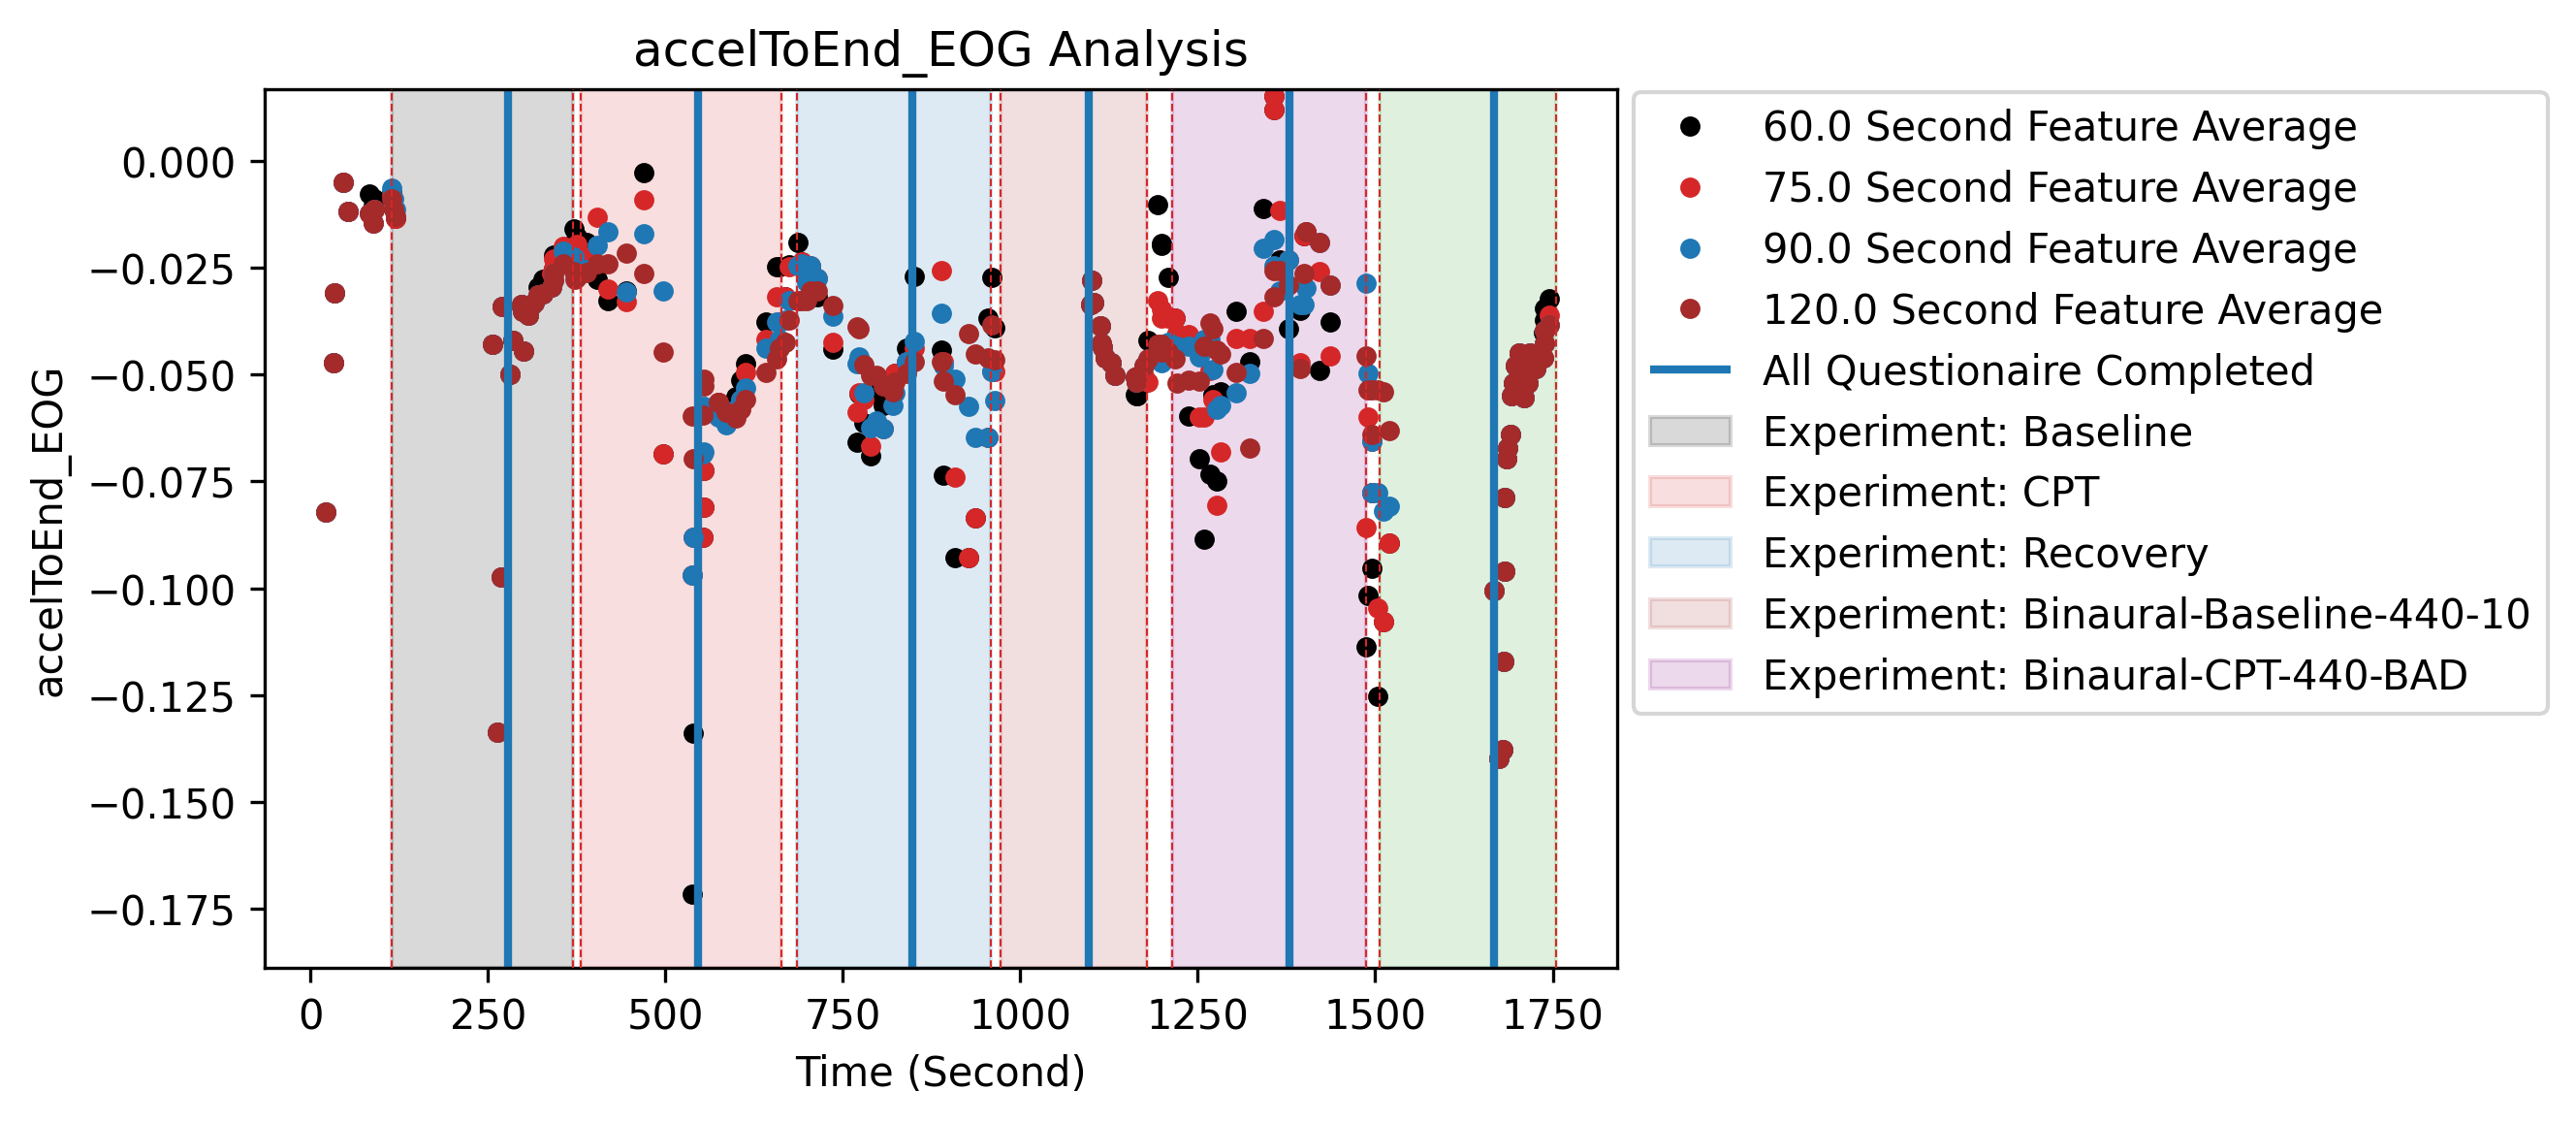 accelToEnd_EOG Analysis
accelToEnd_EOG
0.000
−0.025
−0.050
−0.075
−0.100
−0.125
−0.150
−0.175
0 250 500 750 1000 1250 1500 1750
Time (Second)
60.0 Second Feature Average
75.0 Second Feature Average
90.0 Second Feature Average
120.0 Second Feature Average
All Questionaire Completed
Experiment: Baseline
Experiment: CPT
Experiment: Recovery
Experiment: Binaural-Baseline-440-10
Experiment: Binaural-CPT-440-BAD